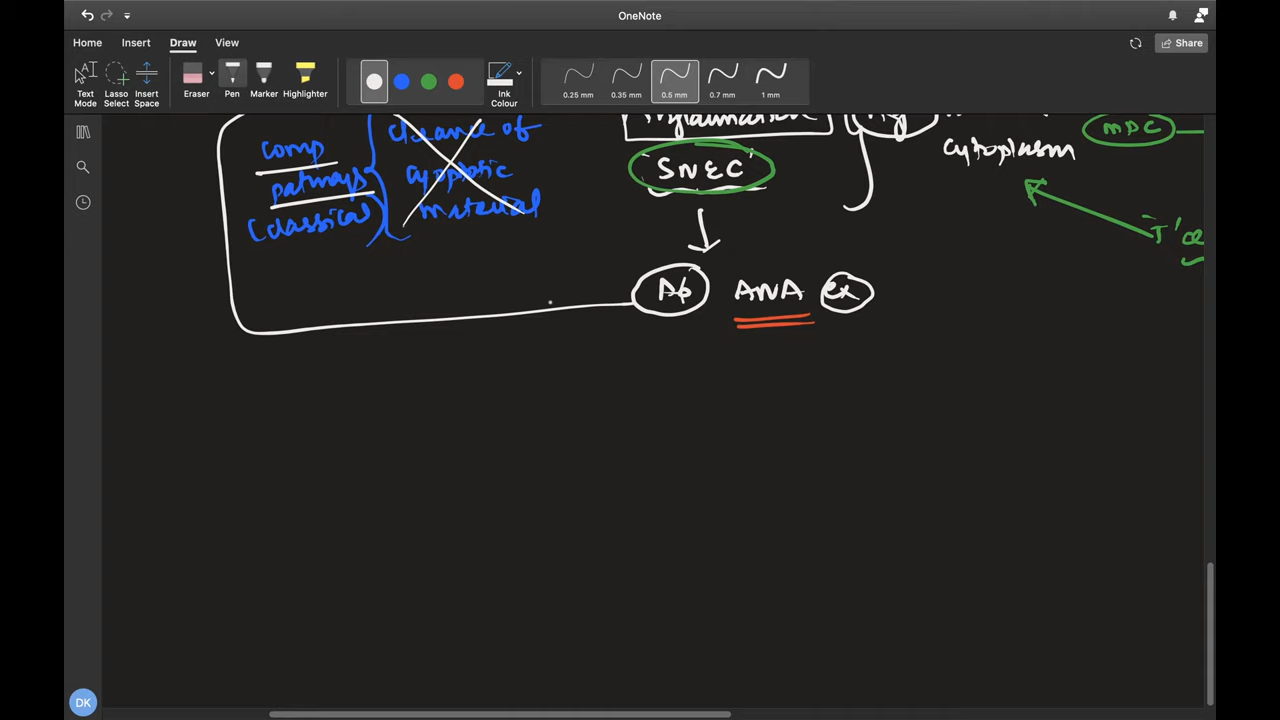 OneNote
Home Insert Draw View
Share
Text Mode
Lasso Select
Insert Space
Eraser
Pen
Marker
Highlighter
Ink Colour
0.25 mm
0.35 mm
0.5 mm
0.7 mm
1 mm
comp
pathways
(classical)
clearance of
material
SNEC
cytoplasm
MDC
Ab ANA ex
DK